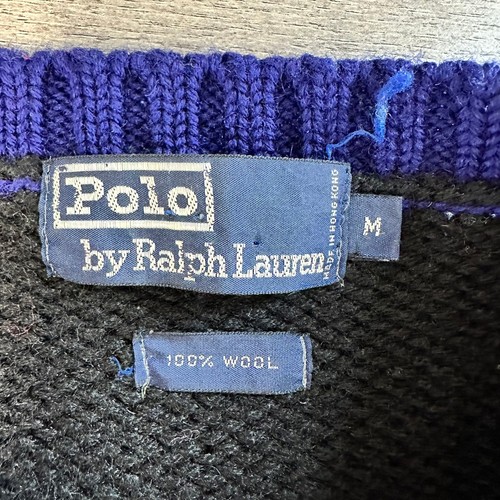 Polo
by Ralph Lauren
MADE IN HONG KONG
M
100% WOOL